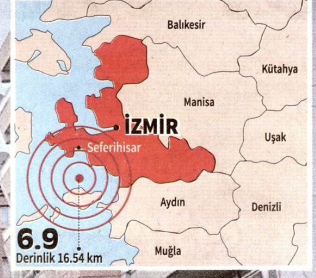 Balıkesir
Kütahya
Manisa
İZMİR
Seferihisar
Uşak
Aydın
Denizli
6.9
Derinlik 16.54 km
Muğla